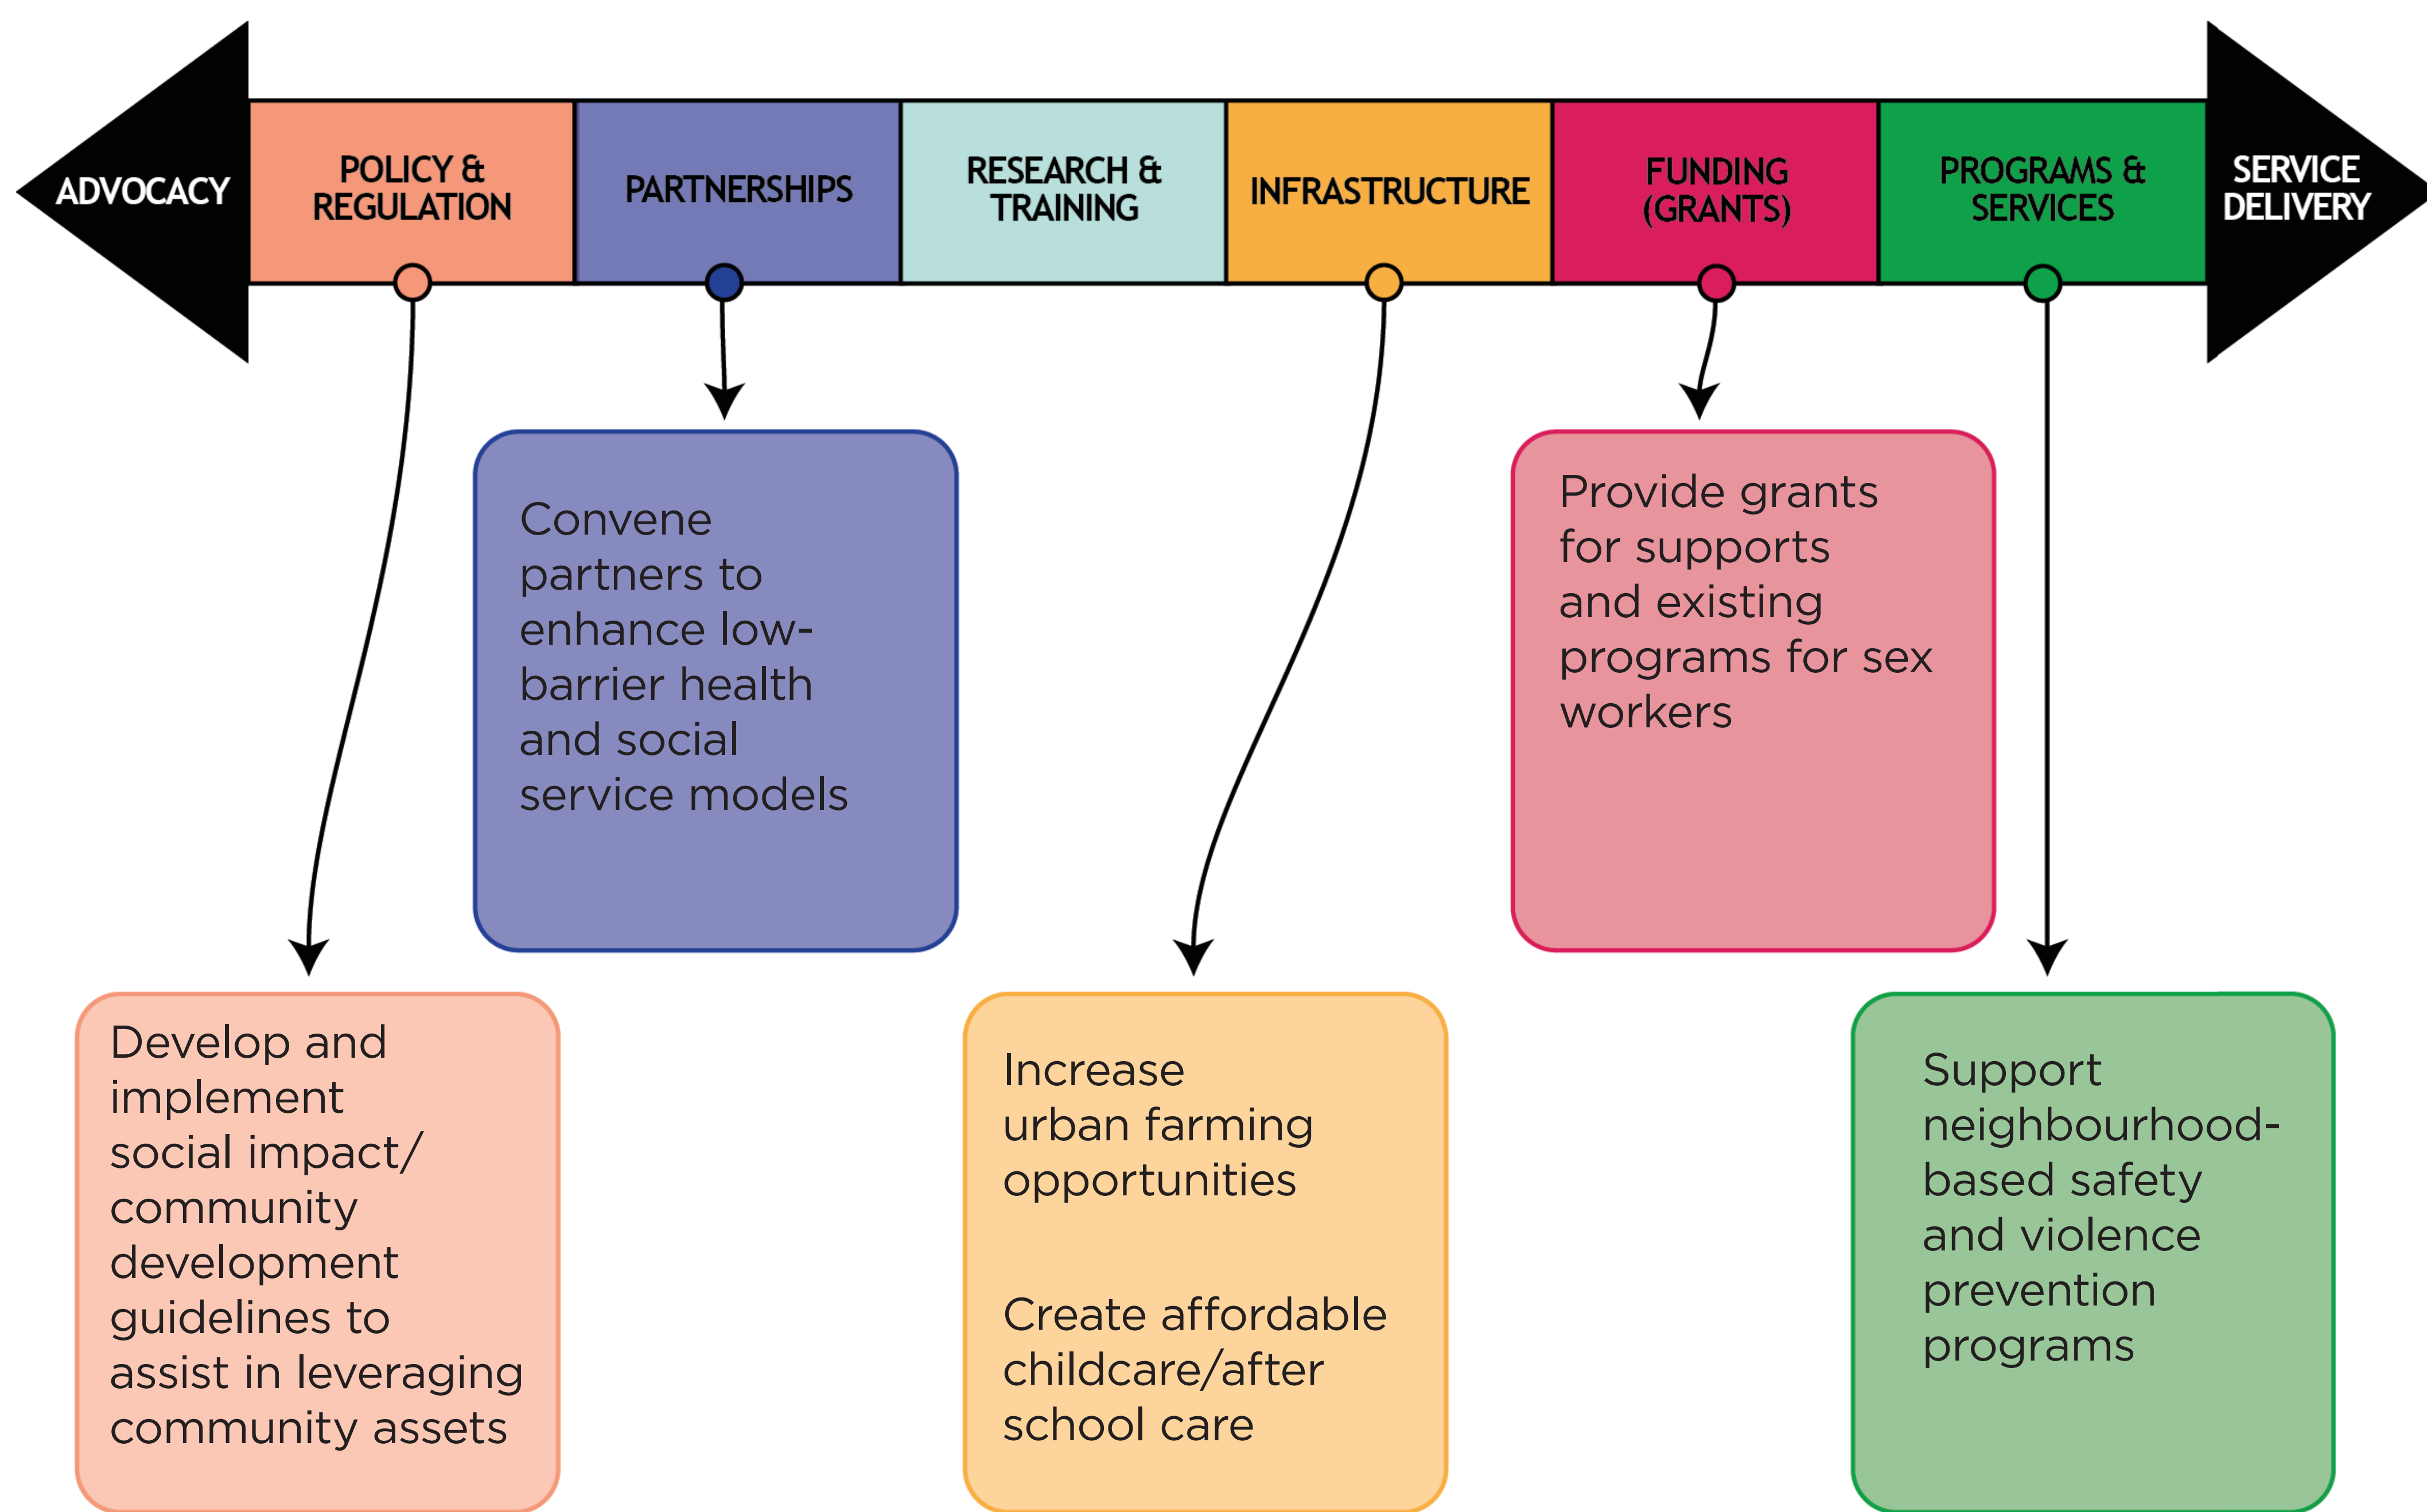 ADVOCACY
POLICY &
REGULATION
PARTNERSHIPS
RESEARCH &
TRAINING
INFRASTRUCTURE
FUNDING
(GRANTS)
PROGRAMS &
SERVICES
SERVICE
DELIVERY
Convene
partners to
enhance low-
barrier health
and social
service models
Provide grants
for supports
and existing
programs for sex
workers
Develop and
implement
social impact/
community
development
guidelines to
assist in leveraging
community assets
Increase
urban farming
opportunities
Create affordable
childcare/after
school care
Support
neighbourhood-
based safety
and violence
prevention
programs